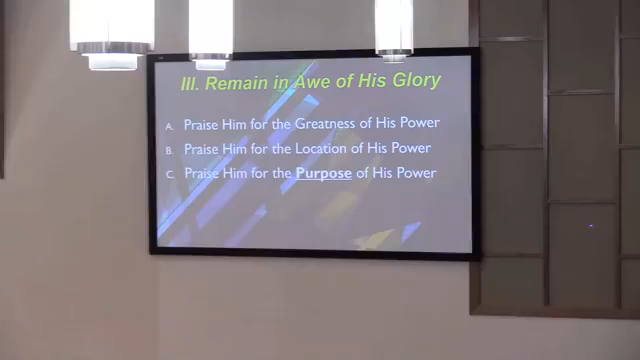 III. Remain in Awe of His Glory
A. Praise Him for the Greatness of His Power
B. Praise Him for the Location of His Power
C. Praise Him for the Purpose of His Power